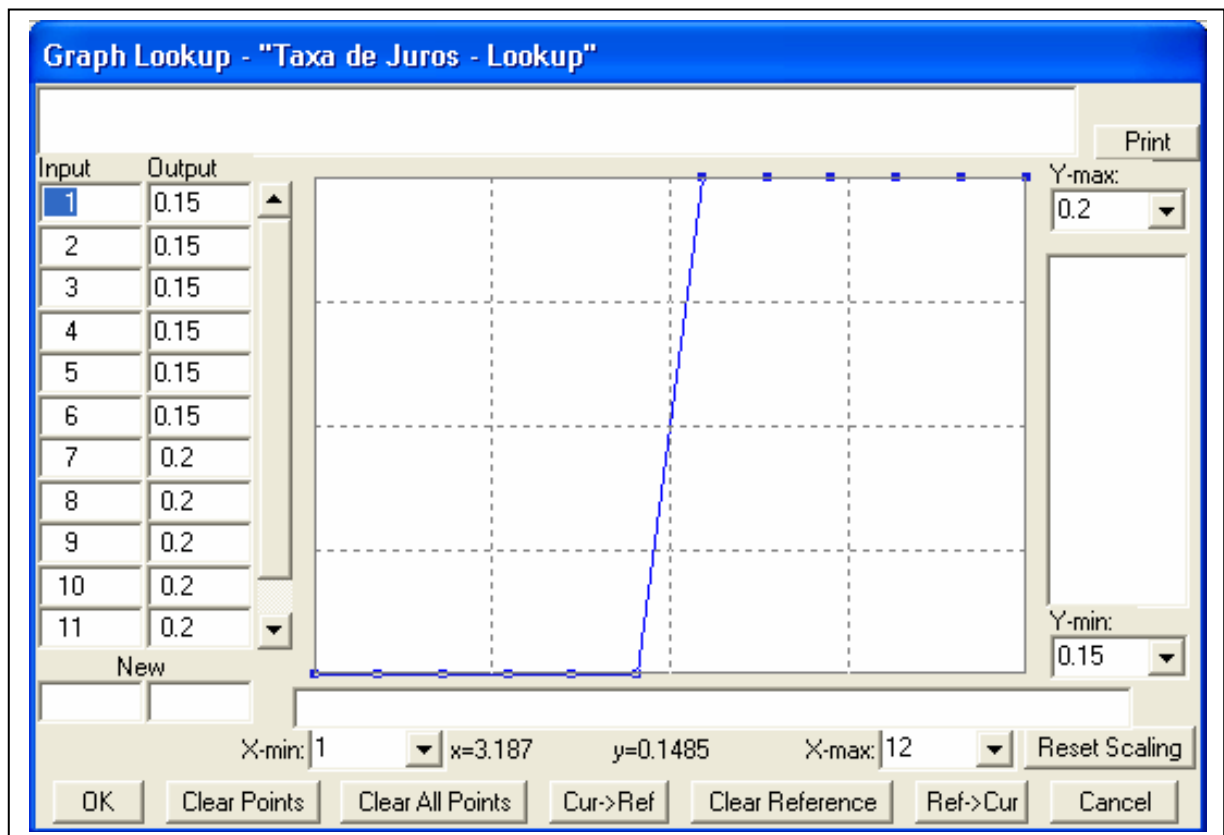 Graph Lookup - "Taxa de Juros - Lookup"
Print
Input Output
1 0.15
2 0.15
3 0.15
4 0.15
5 0.15
6 0.15
7 0.2
8 0.2
9 0.2
10 0.2
11 0.2
New
Y-max:
0.2
Y-min:
0.15
X-min: 1 x=3.187 y=0.1485 X-max: 12 Reset Scaling
OK Clear Points Clear All Points Cur->Ref Clear Reference Ref->Cur Cancel